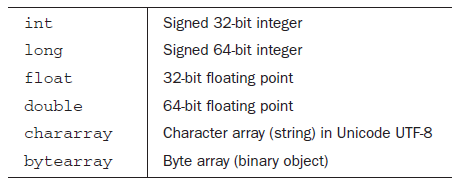 int Signed 32-bit integer
long Signed 64-bit integer
float 32-bit floating point
double 64-bit floating point
chararray Character array (string) in Unicode UTF-8
bytearray Byte array (binary object)